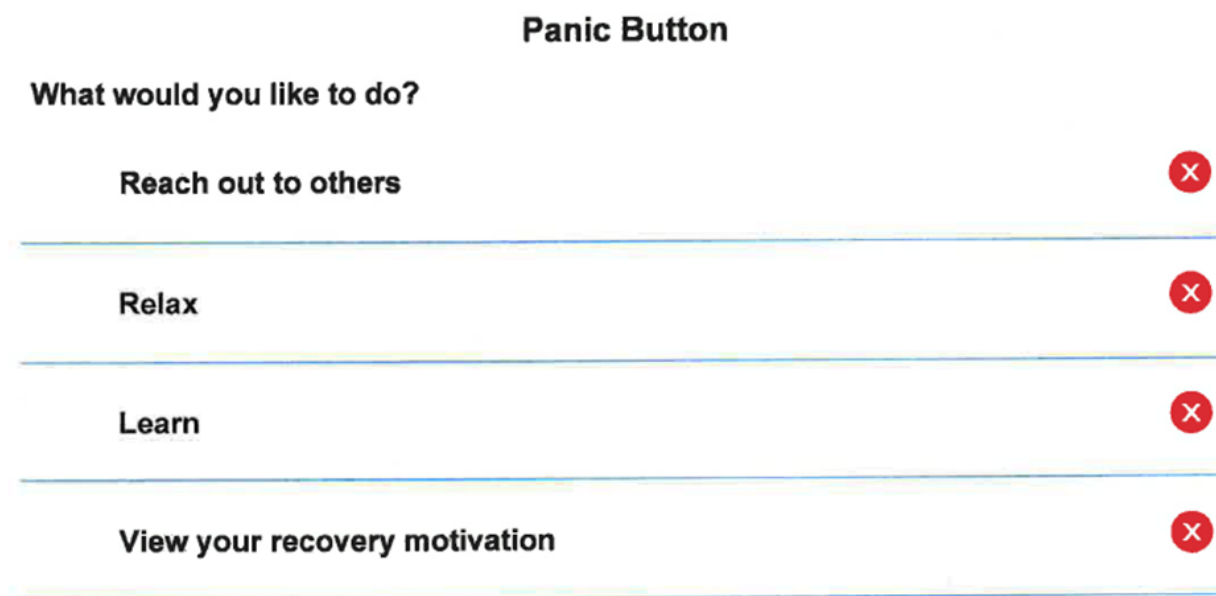 Panic Button
What would you like to do?
Reach out to others
X
Relax
X
Learn
X
View your recovery motivation
X